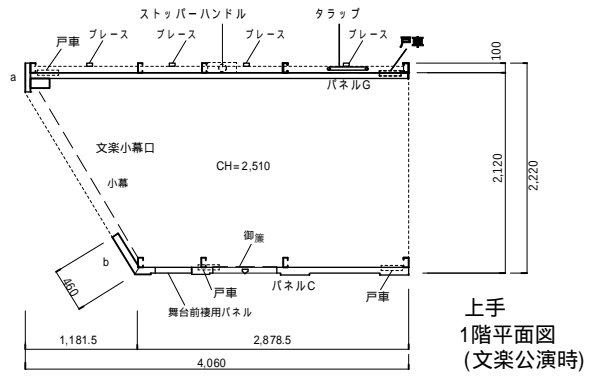 ストッパーハンドル
タラップ
戸車
ブレース
ブレース
ブレース
ブレース
戸車
100
a
パネルG
文楽小幕口
CH=2,510
2,120
2,220
小幕
御簾
b
460
戸車
パネルC
戸車
舞台前褄用パネル
1,181.5
2,878.5
4,060
上手
1階平面図
(文楽公演時)